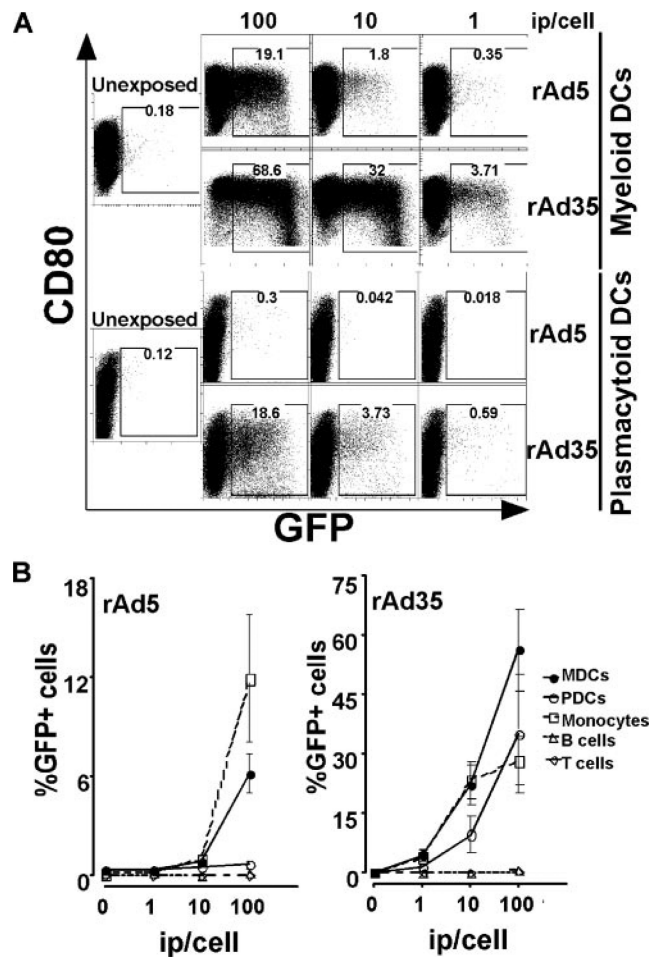 A
100 10 1 ip/cell
Unexposed
0.18
19.1 1.8 0.35
rAd5
68.6 32 3.71
rAd35
Myeloid DCs
CD80
Unexposed
0.12
0.3 0.042 0.018
rAd5
18.6 3.73 0.59
rAd35
Plasmacytoid DCs
GFP
B
rAd5
%GFP+ cells
18
12
6
0
0 1 10 100
ip/cell
rAd35
%GFP+ cells
75
60
45
30
15
0
0 1 10 100
ip/cell
MDCs
PDCs
Monocytes
B cells
T cells